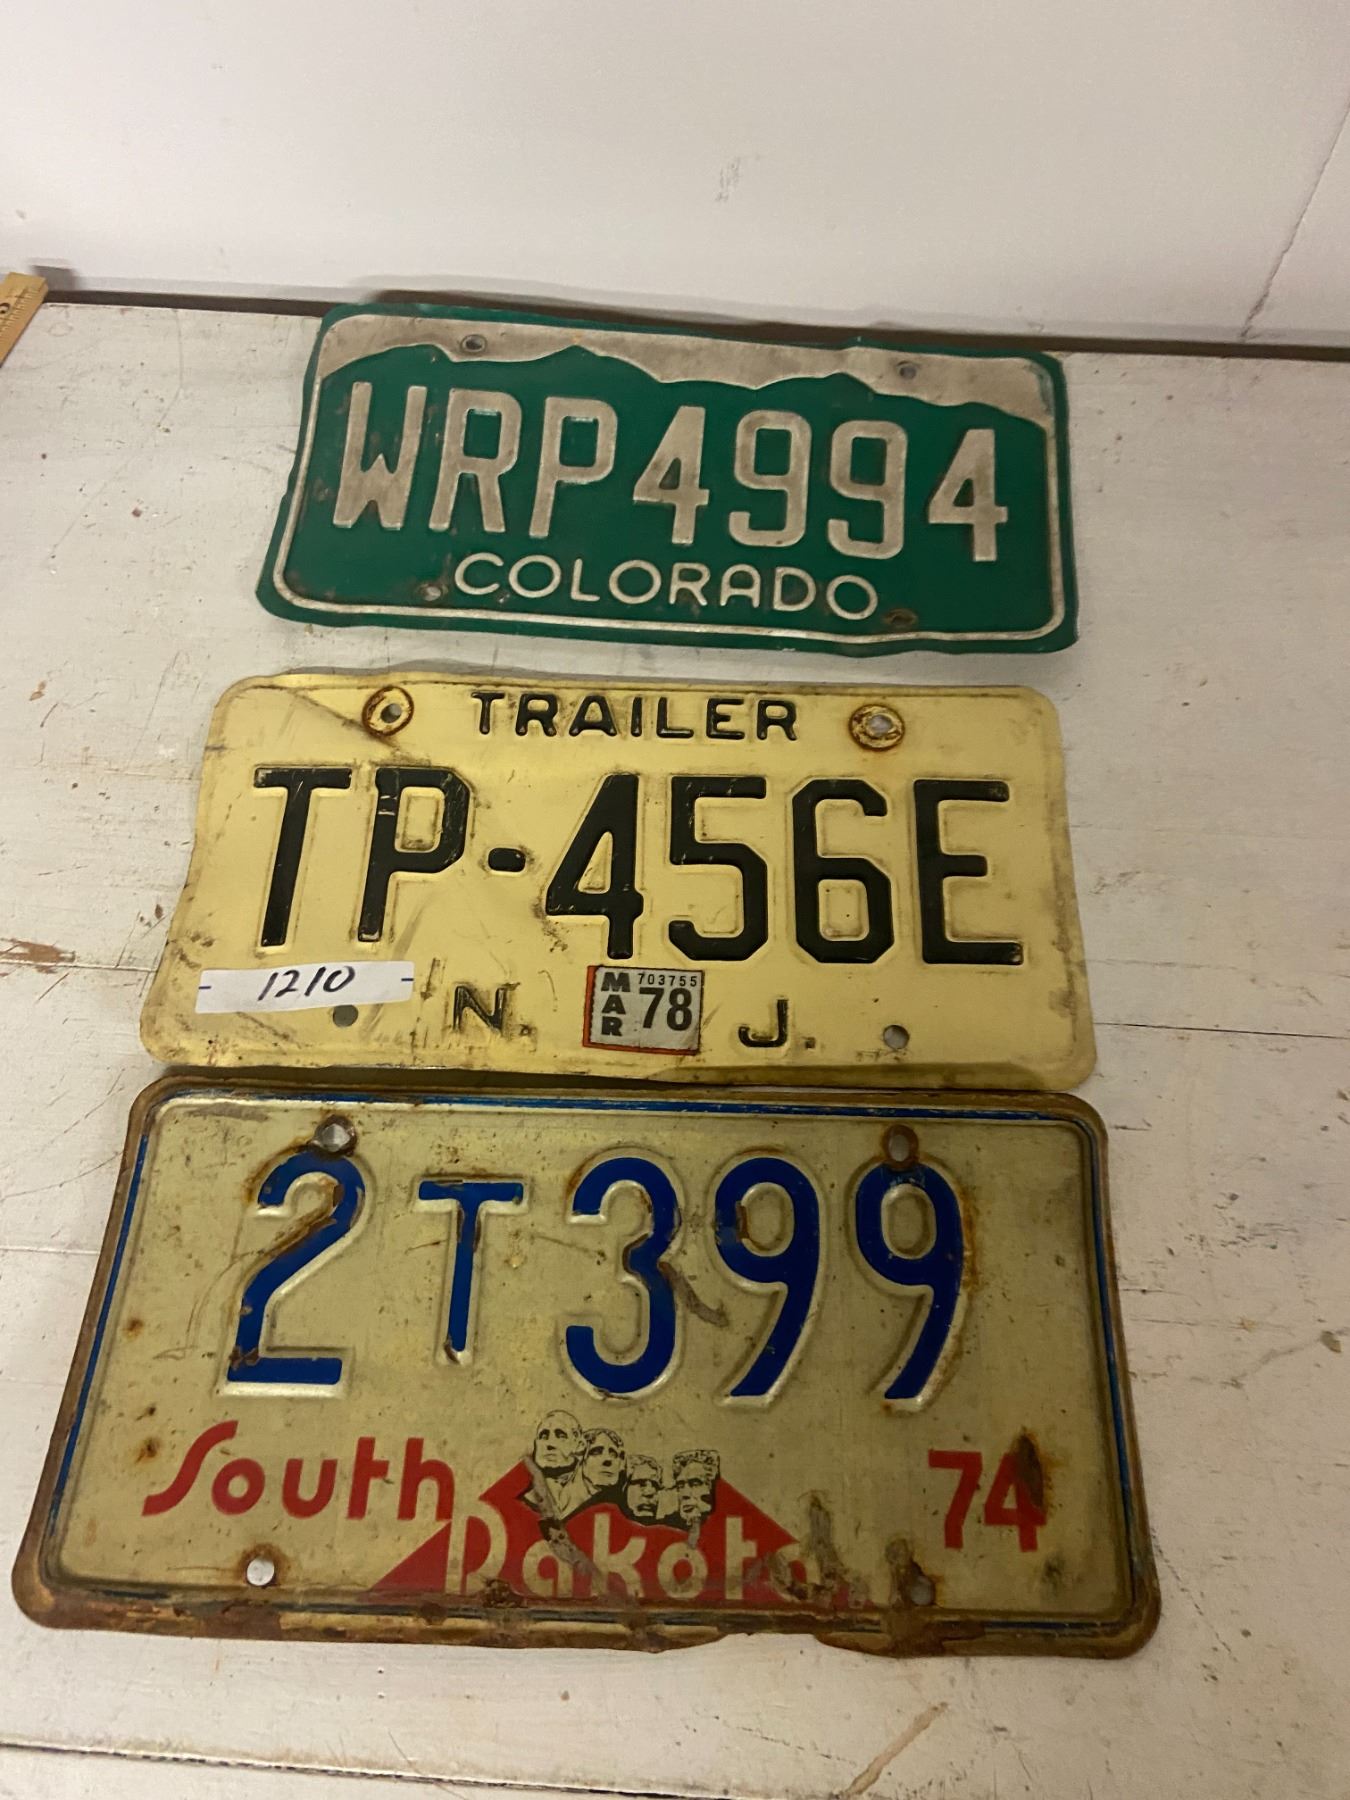 WRP4994
COLORADO
TRAILER
TP-456E
1210
N. J.
703755
MAR 78
2T399
South Dakota 74